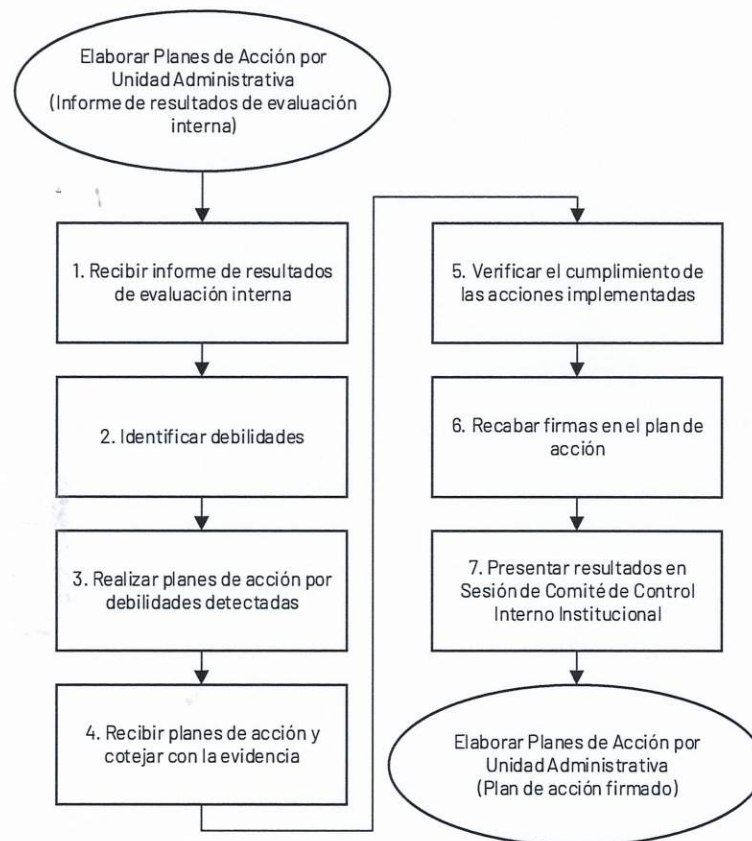 Elaborar Planes de Acción por
Unidad Administrativa
(Informe de resultados de evaluación
interna)
1. Recibir informe de resultados
de evaluación interna
2. Identificar debilidades
3. Realizar planes de acción por
debilidades detectadas
4. Recibir planes de acción y
cotejar con la evidencia
5. Verificar el cumplimiento de
las acciones implementadas
6. Recabar firmas en el plan de
acción
7. Presentar resultados en
Sesión de Comité de Control
Interno Institucional
Elaborar Planes de Acción por
Unidad Administrativa
(Plan de acción firmado)